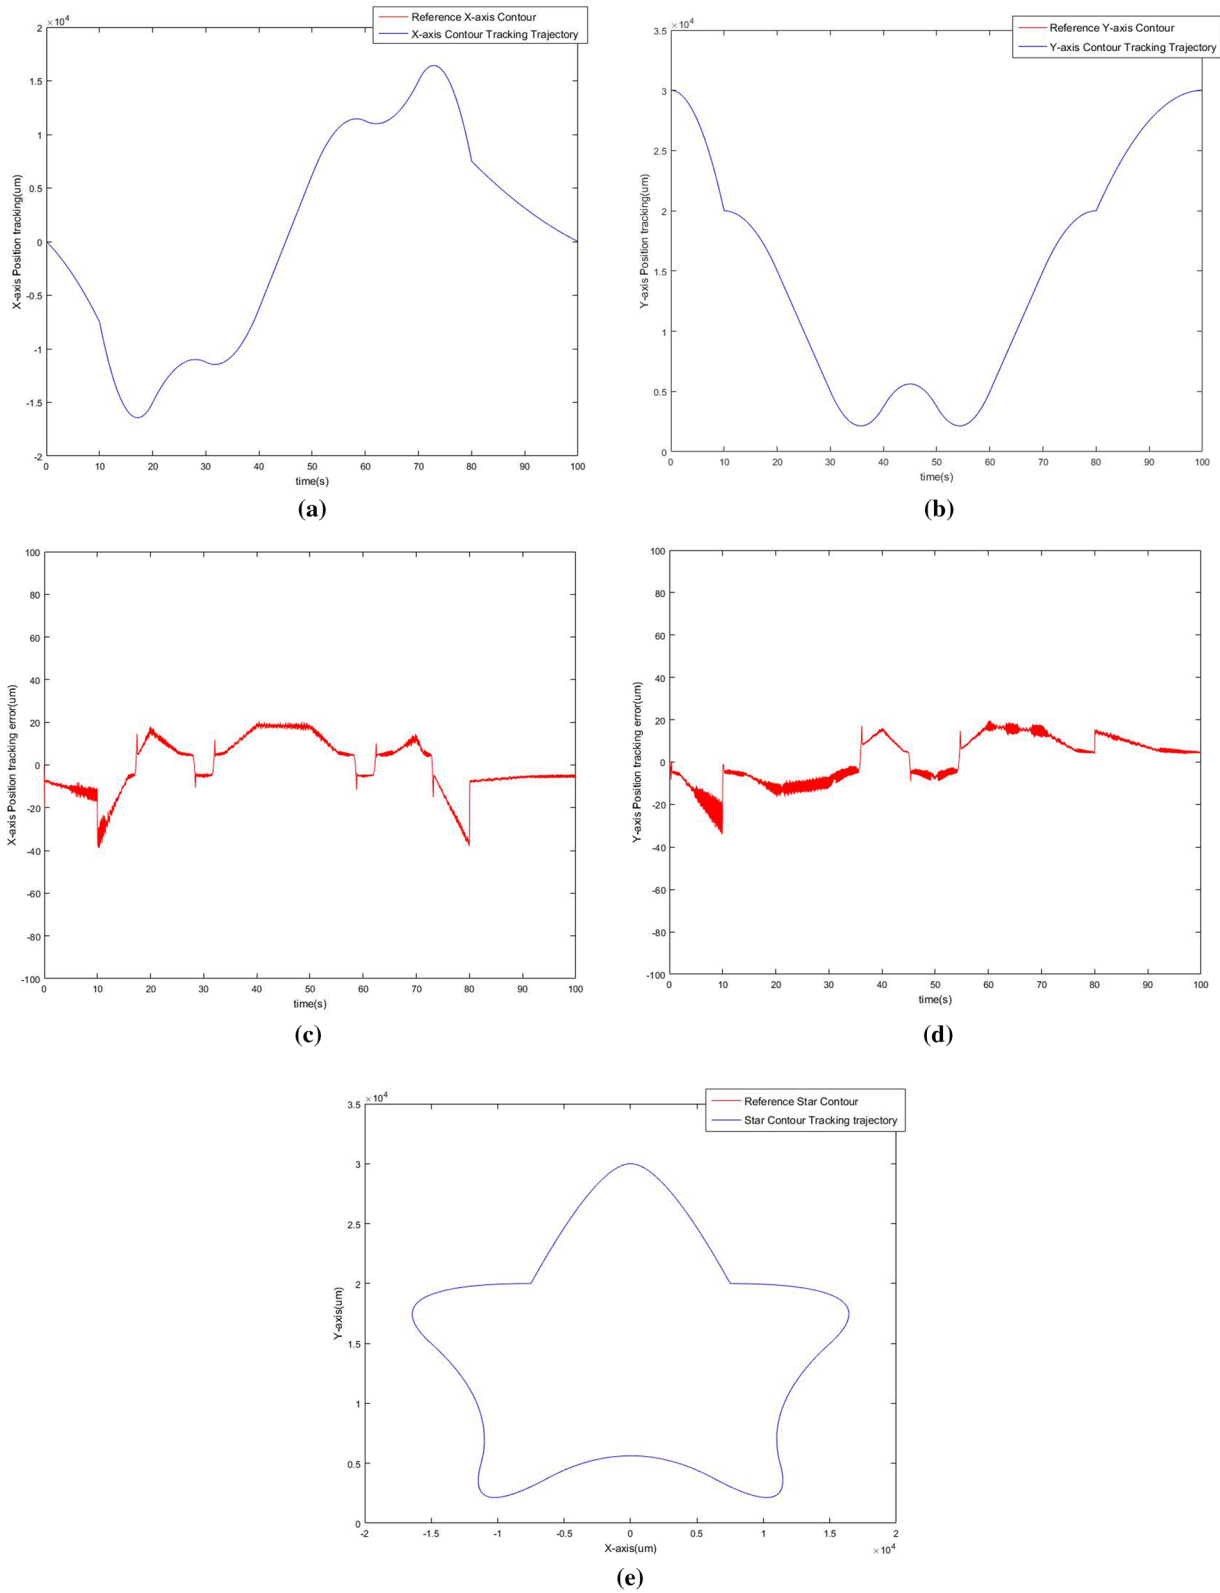 ×10⁴
Reference X-axis Contour
X-axis Contour Tracking Trajectory
2
1.5
1
0.5
0
-0.5
-1
-1.5
-2
X-axis Position tracking(um)
0 10 20 30 40 50 60 70 80 90 100
time(s)
(a)
×10⁴
Reference Y-axis Contour
Y-axis Contour Tracking Trajectory
3.5
3
2.5
2
1.5
1
0.5
0
Y-axis Position tracking(um)
0 10 20 30 40 50 60 70 80 90 100
time(s)
(b)
100
80
60
40
20
0
-20
-40
-60
-80
-100
X-axis Position tracking error(um)
0 10 20 30 40 50 60 70 80 90 100
time(s)
(c)
100
80
60
40
20
0
-20
-40
-60
-80
-100
Y-axis Position tracking error(um)
0 10 20 30 40 50 60 70 80 90 100
time(s)
(d)
×10⁴
Reference Star Contour
Star Contour Tracking trajectory
3.5
3
2.5
2
1.5
1
0.5
0
Y-axis(um)
-2 -1.5 -1 -0.5 0 0.5 1 1.5 2
X-axis(um)
×10⁴
(e)